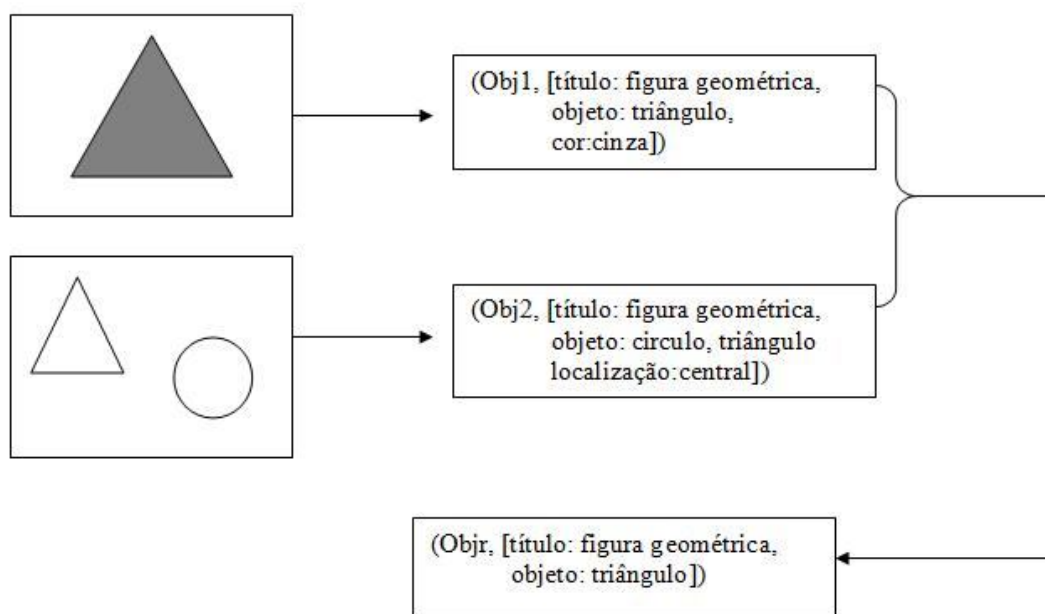 (Obj1, [título: figura geométrica,
objeto: triângulo,
cor:cinza])
(Obj2, [título: figura geométrica,
objeto: circulo, triângulo
localização:central])
(Objr, [título: figura geométrica,
objeto: triângulo])